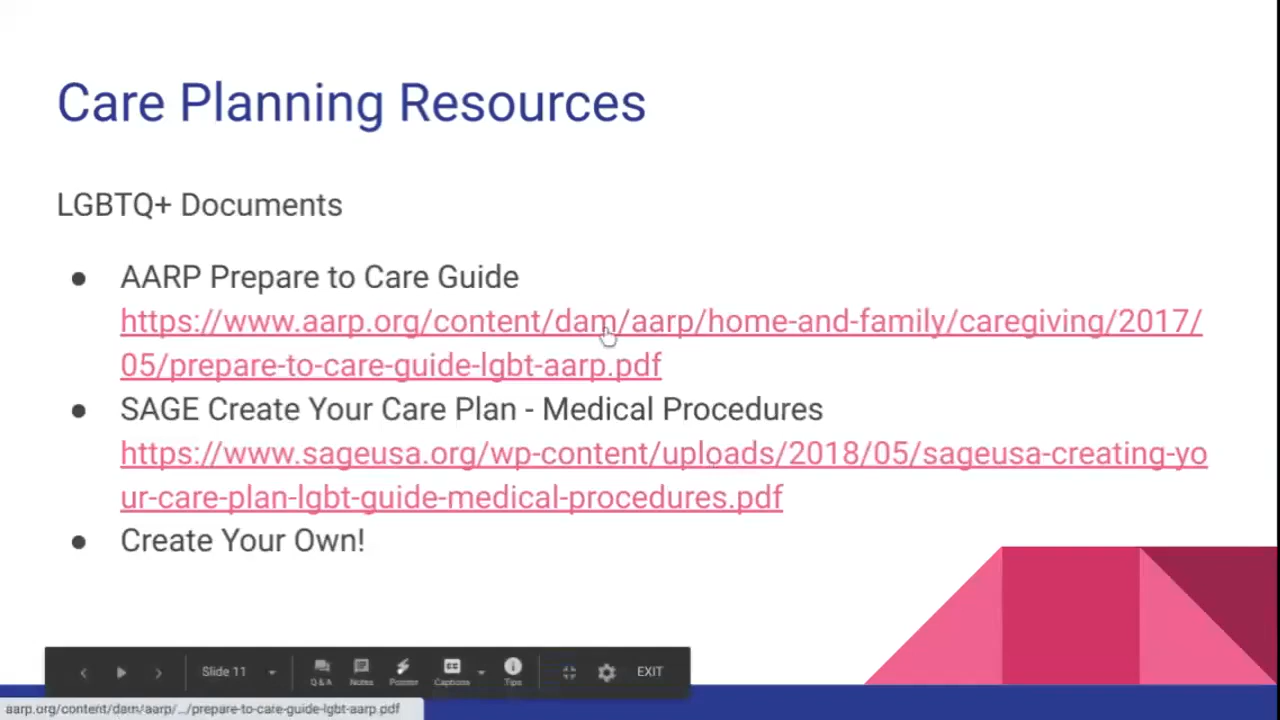 Care Planning Resources
LGBTQ+ Documents
● AARP Prepare to Care Guide
https://www.aarp.org/content/dam/aarp/home-and-family/caregiving/2017/
05/prepare-to-care-guide-lgbt-aarp.pdf
● SAGE Create Your Care Plan - Medical Procedures
https://www.sageusa.org/wp-content/uploads/2018/05/sageusa-creating-yo
ur-care-plan-lgbt-guide-medical-procedures.pdf
● Create Your Own!
Slide 11 Q & A Notes Pointer Captions Tips EXIT
aarp.org/content/dam/aarp/.../prepare-to-care-guide-lgbt-aarp.pdf